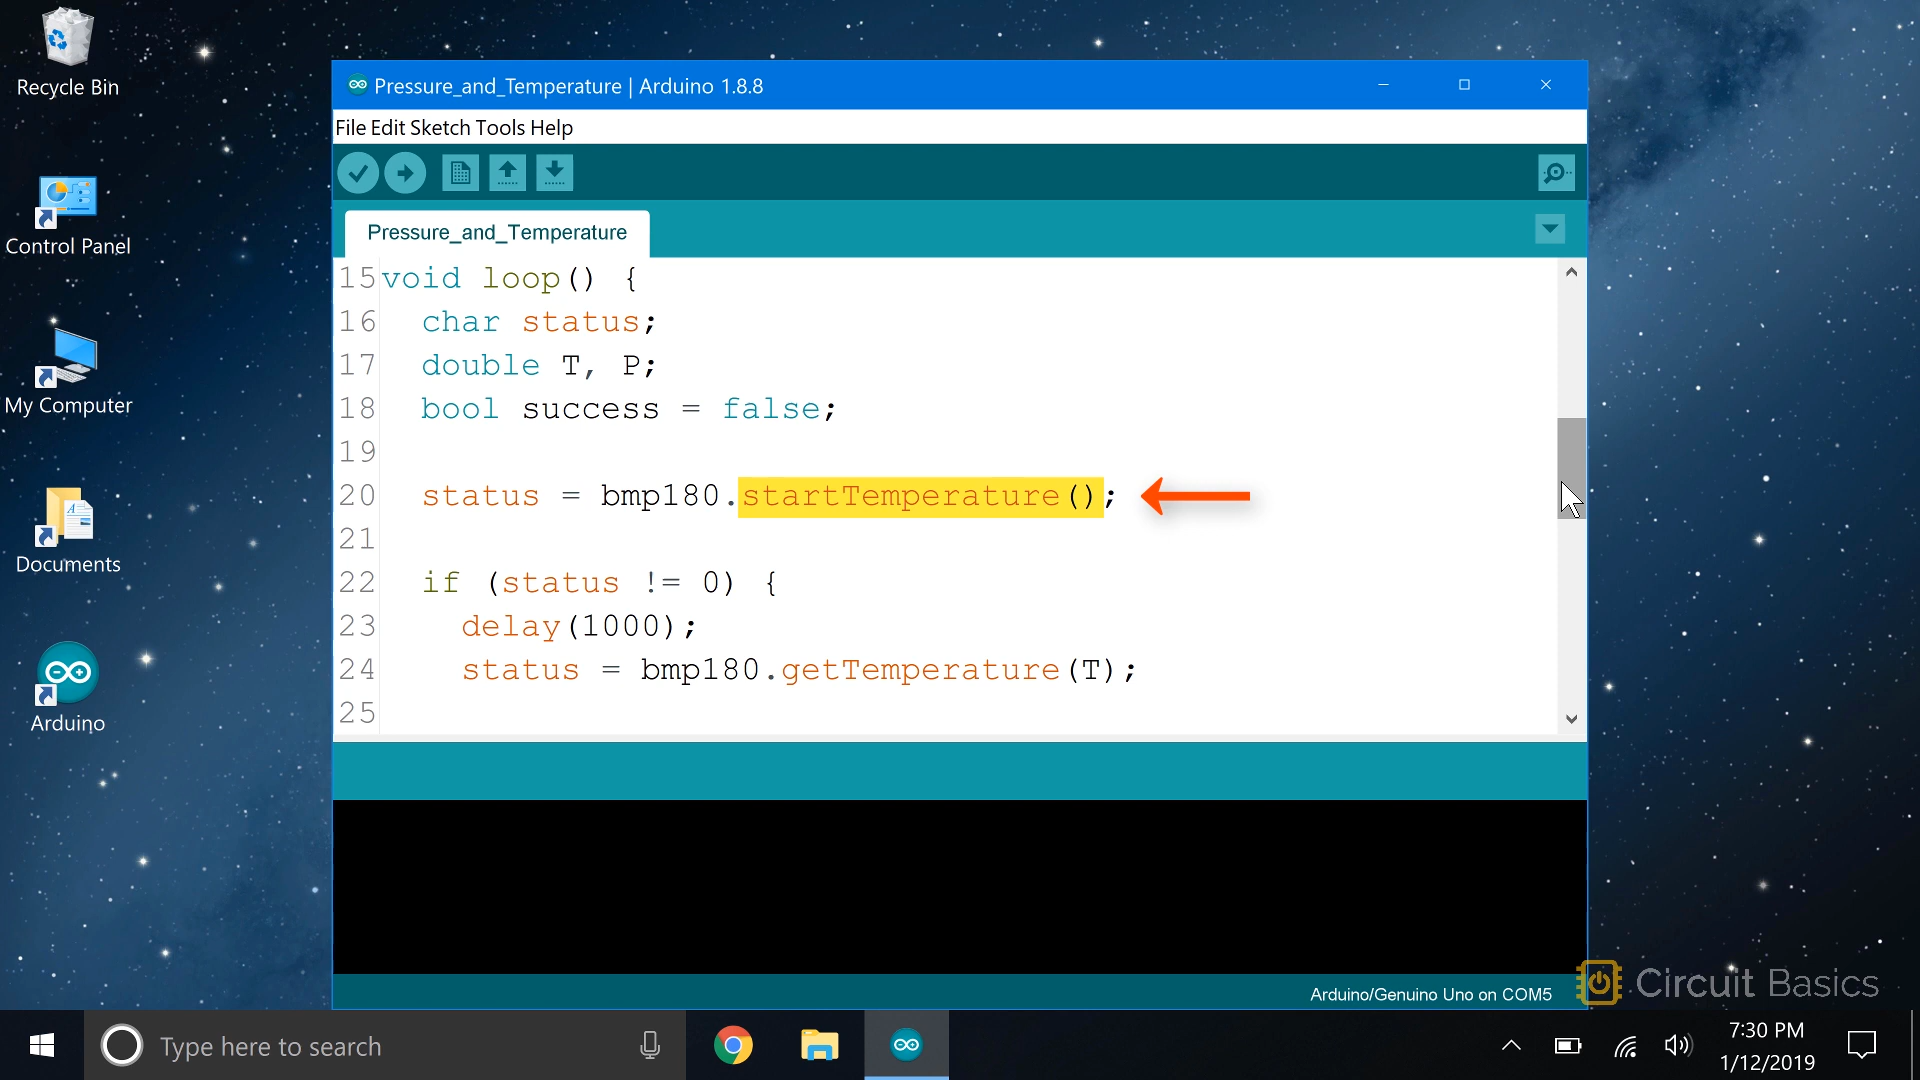 Recycle Bin
Control Panel
My Computer
Documents
Arduino
Pressure_and_Temperature | Arduino 1.8.8
File Edit Sketch Tools Help
Pressure_and_Temperature
15 void loop() {
16   char status;
17   double T, P;
18   bool success = false;
19
20   status = bmp180.startTemperature();
21
22   if (status != 0) {
23     delay(1000);
24     status = bmp180.getTemperature(T);
25
Arduino/Genuino Uno on COM5
Circuit Basics
Type here to search
7:30 PM
1/12/2019